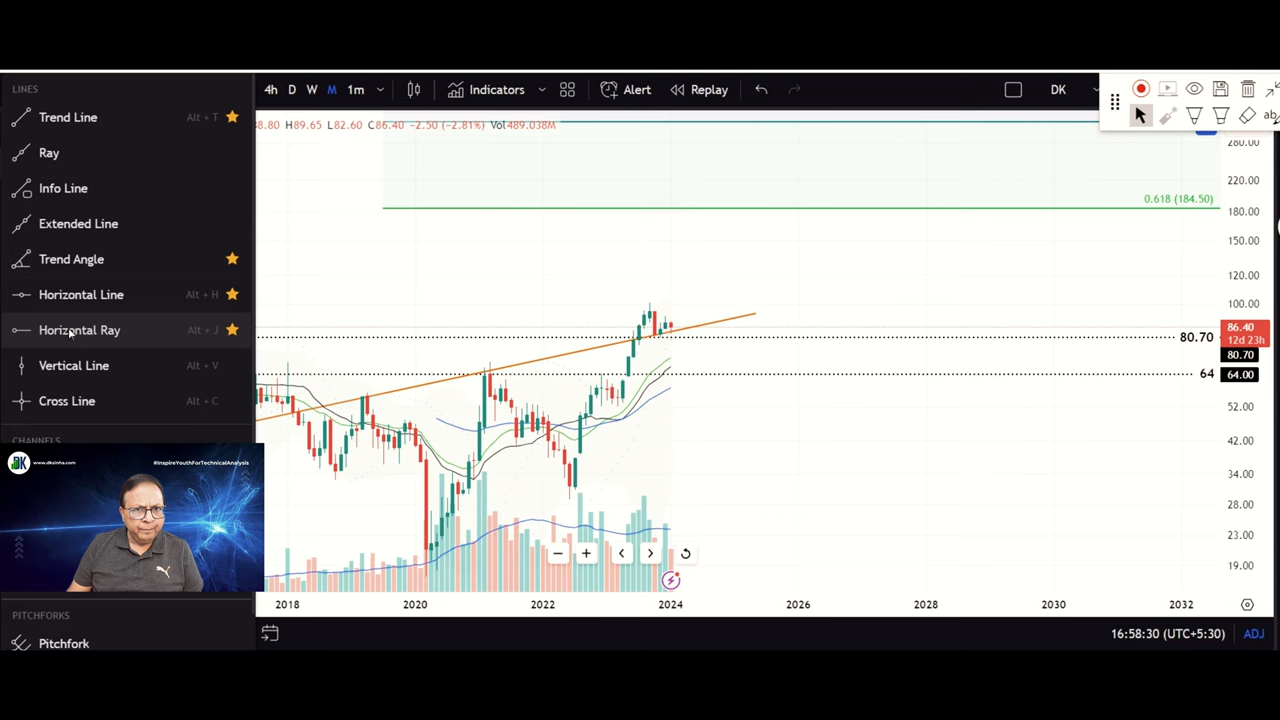 LINES
Trend Line Alt + T
Ray
Info Line
Extended Line
Trend Angle
Horizontal Line Alt + H
Horizontal Ray Alt + J
Vertical Line Alt + V
Cross Line Alt + C
CHANNELS
DK www.dksinha.com #InspireYouthForTechnicalAnalysis
PITCHFORKS
Pitchfork
4h D W M 1m Indicators Alert Replay DK
H89.65 L82.60 C86.40 −2.50 (−2.81%) Vol489.038M
280.00
220.00
0.618 (184.50)
180.00
150.00
120.00
100.00
86.40
12d 23h
80.70
80.70
64 64.00
52.00
42.00
34.00
28.00
23.00
19.00
2018 2020 2022 2024 2026 2028 2030 2032
16:58:30 (UTC+5:30) ADJ